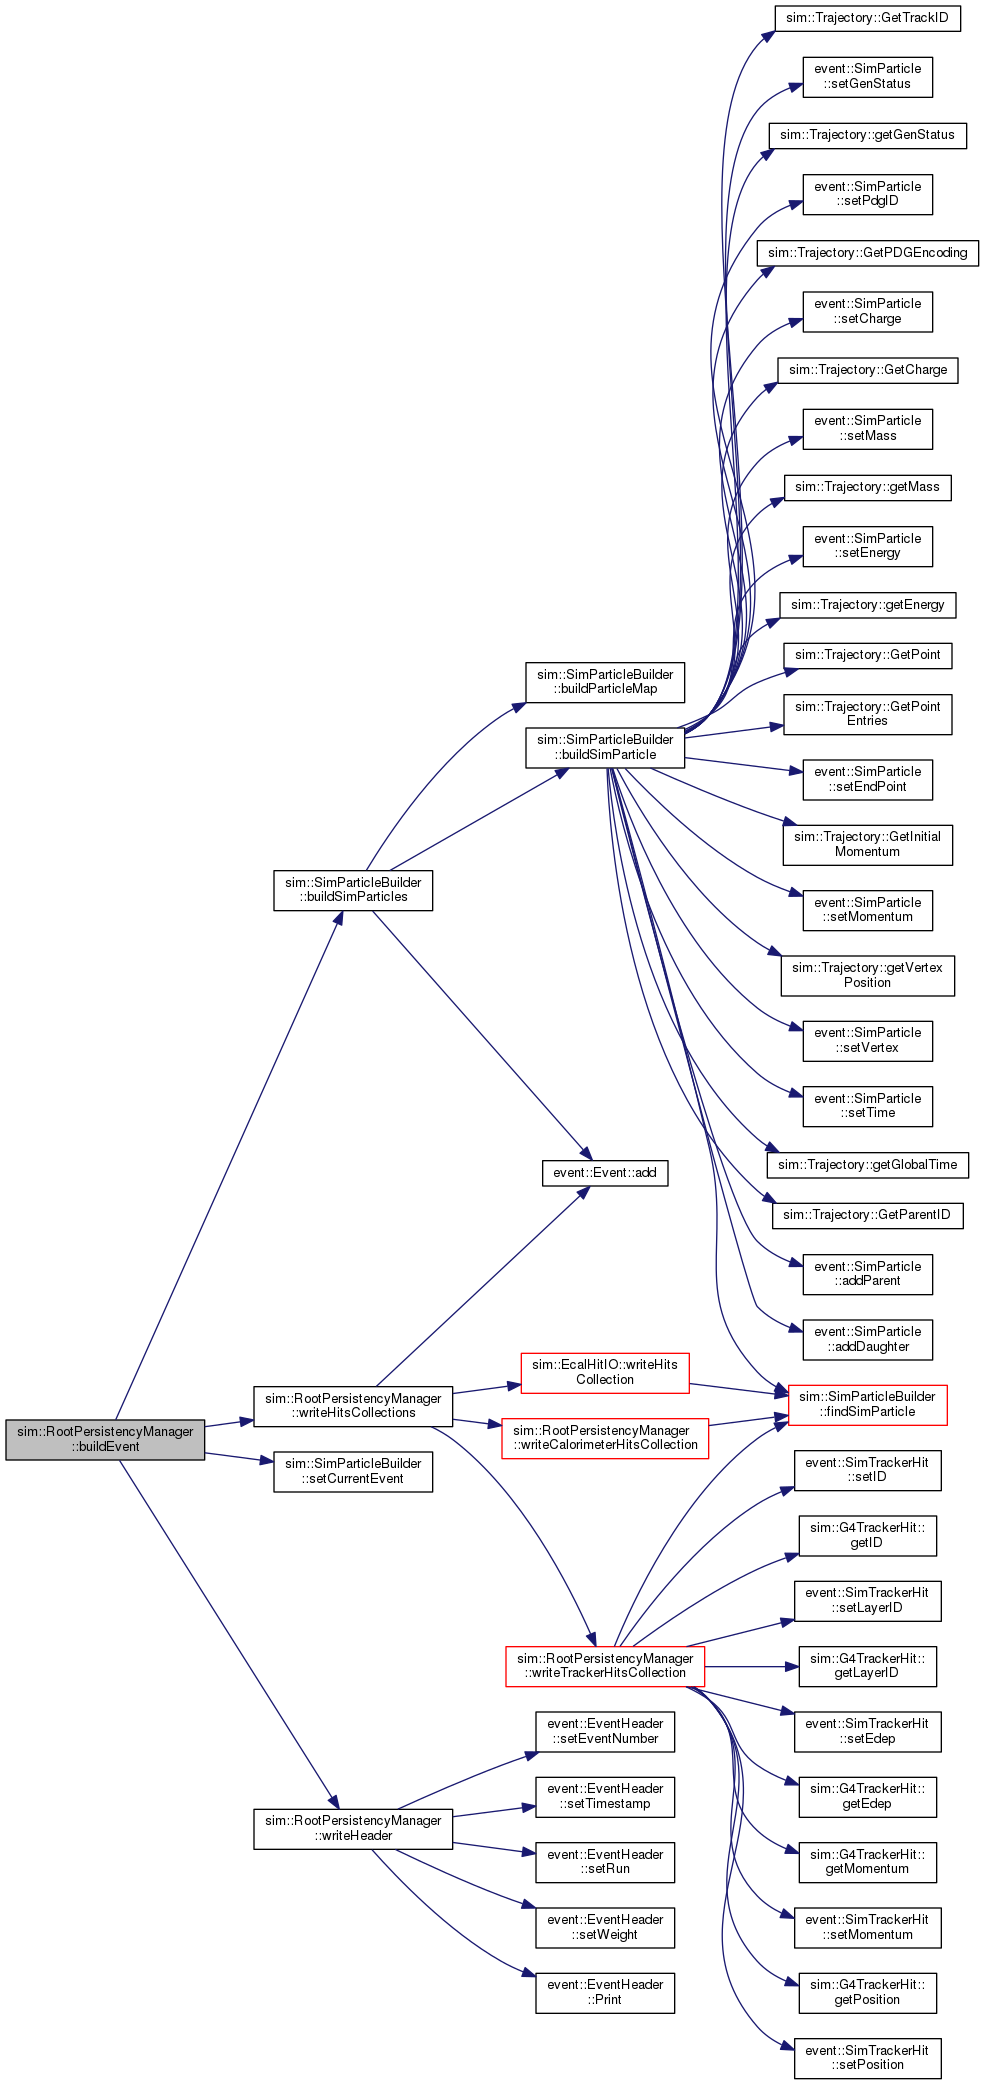 sim::Trajectory::GetTrackID
event::SimParticle
::setGenStatus
sim::Trajectory::getGenStatus
event::SimParticle
::setPdgID
sim::Trajectory::GetPDGEncoding
event::SimParticle
::setCharge
sim::Trajectory::GetCharge
event::SimParticle
::setMass
sim::Trajectory::getMass
event::SimParticle
::setEnergy
sim::Trajectory::getEnergy
sim::Trajectory::GetPoint
sim::SimParticleBuilder
::buildParticleMap
sim::Trajectory::GetPoint
Entries
sim::SimParticleBuilder
::buildSimParticle
event::SimParticle
::setEndPoint
sim::Trajectory::GetInitial
Momentum
sim::SimParticleBuilder
::buildSimParticles
event::SimParticle
::setMomentum
sim::Trajectory::getVertex
Position
event::SimParticle
::setVertex
event::SimParticle
::setTime
sim::Trajectory::getGlobalTime
event::Event::add
sim::Trajectory::GetParentID
event::SimParticle
::addParent
event::SimParticle
::addDaughter
sim::EcalHitIO::writeHits
Collection
sim::SimParticleBuilder
::findSimParticle
sim::RootPersistencyManager
::writeHitsCollections
sim::RootPersistencyManager
::writeCalorimeterHitsCollection
sim::RootPersistencyManager
::buildEvent
sim::SimParticleBuilder
::setCurrentEvent
event::SimTrackerHit
::setID
sim::G4TrackerHit::
getID
event::SimTrackerHit
::setLayerID
sim::RootPersistencyManager
::writeTrackerHitsCollection
sim::G4TrackerHit::
getLayerID
event::EventHeader
::setEventNumber
event::SimTrackerHit
::setEdep
event::EventHeader
::setTimestamp
sim::G4TrackerHit::
getEdep
sim::RootPersistencyManager
::writeHeader
event::EventHeader
::setRun
sim::G4TrackerHit::
getMomentum
event::EventHeader
::setWeight
event::SimTrackerHit
::setMomentum
event::EventHeader
::Print
sim::G4TrackerHit::
getPosition
event::SimTrackerHit
::setPosition